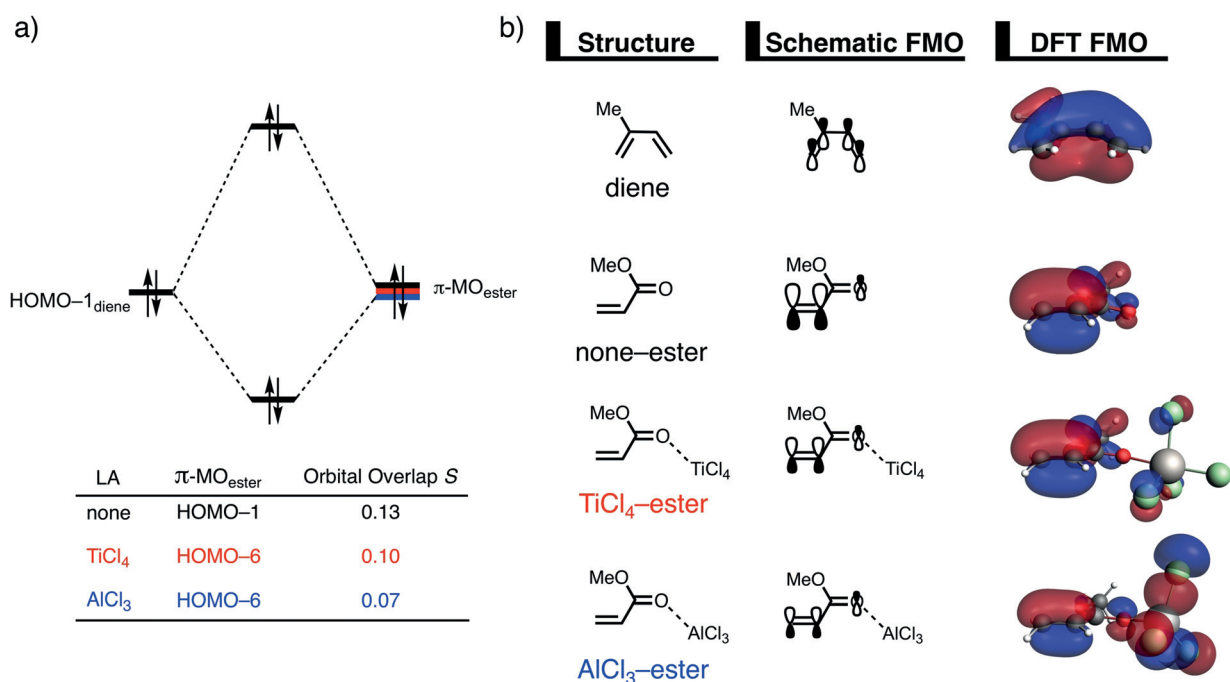 a)
HOMO–1diene
π-MOester
LA π-MOester Orbital Overlap S
none HOMO–1 0.13
TiCl4 HOMO–6 0.10
AlCl3 HOMO–6 0.07
b)
Structure Schematic FMO DFT FMO
Me Me
diene
MeO MeO
O
none–ester
MeO MeO
O
TiCl4 TiCl4
TiCl4–ester
MeO MeO
O
AlCl3 AlCl3
AlCl3–ester